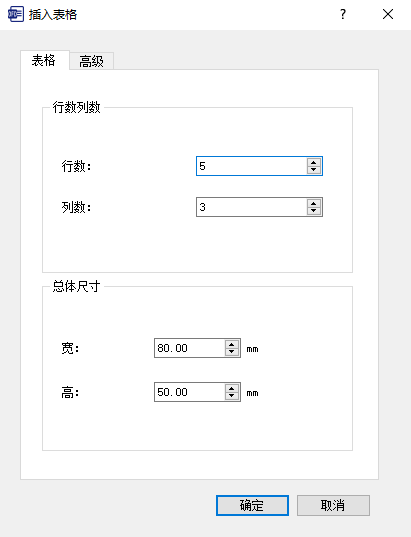 插入表格
表格 高级
行数列数
行数: 5
列数: 3
总体尺寸
宽: 80.00 mm
高: 50.00 mm
确定 取消